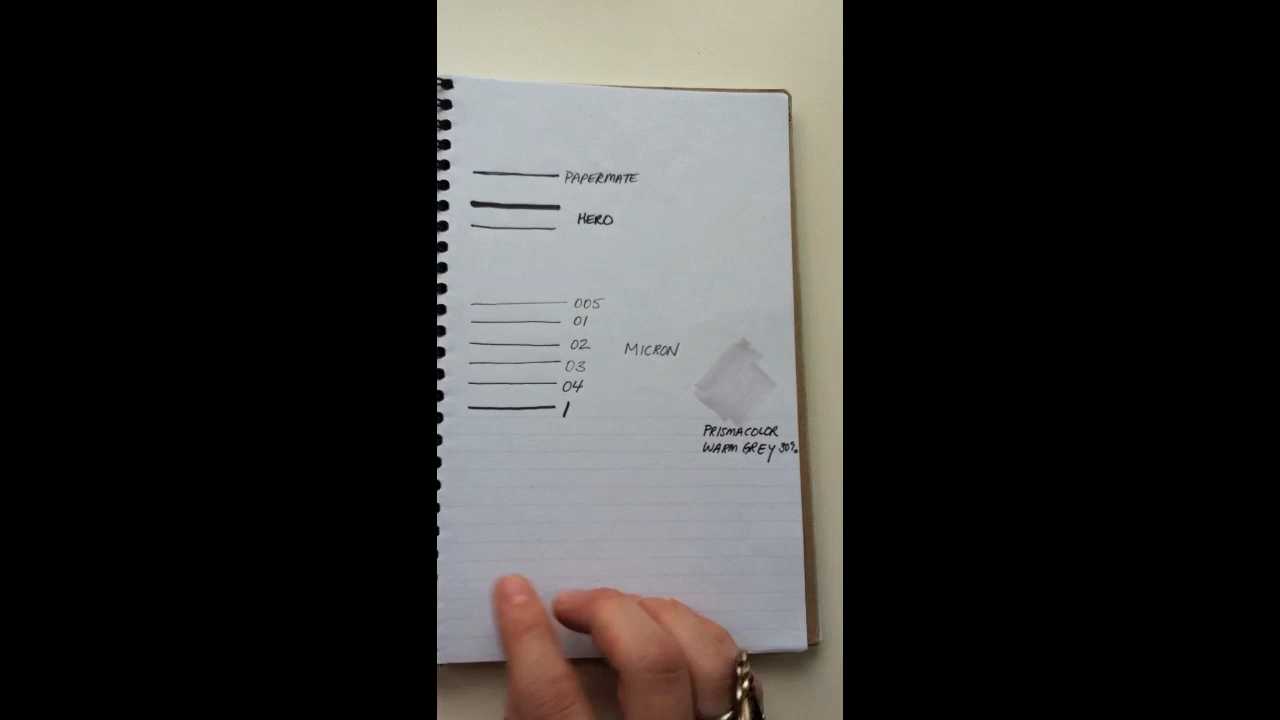 PAPERMATE
HERO
005
01
02
MICRON
03
04
1
PRISMACOLOR
WARM GREY 30%